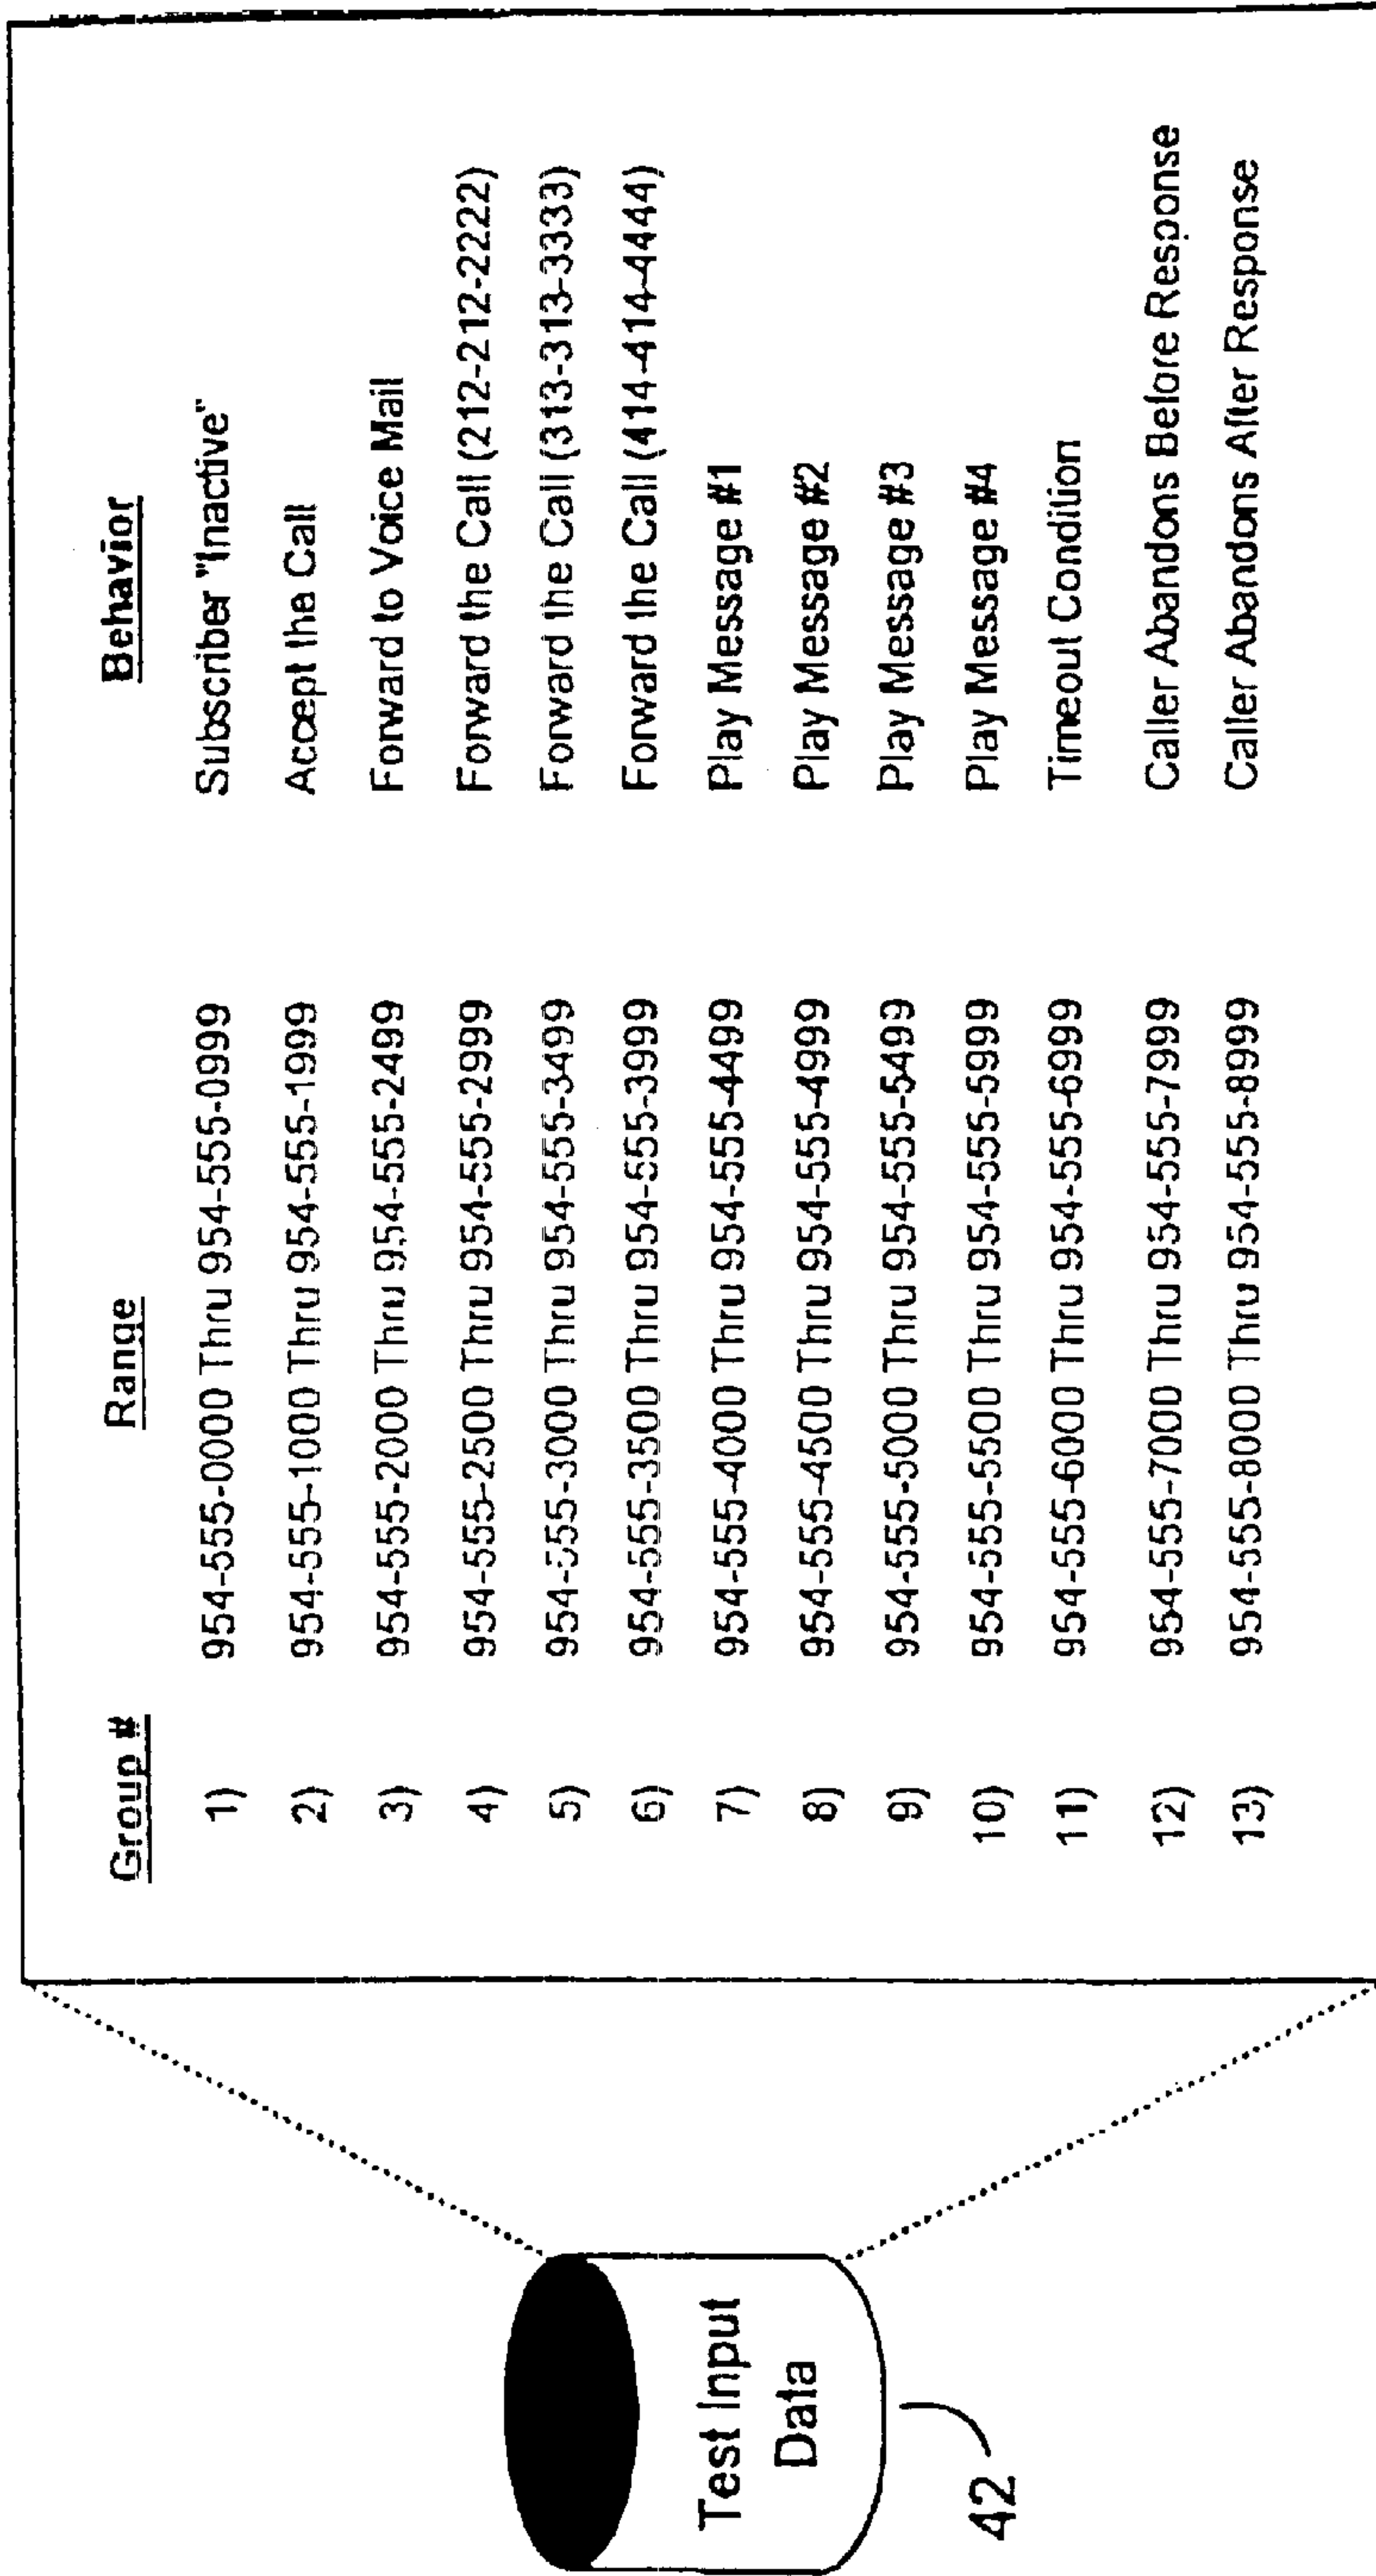 Group # Range Behavior
1) 954-555-0000 Thru 954-555-0999 Subscriber "Inactive"
2) 954-555-1000 Thru 954-555-1999 Accept the Call
3) 954-555-2000 Thru 954-555-2499 Forward to Voice Mail
4) 954-555-2500 Thru 954-555-2999 Forward the Call (212-212-2222)
5) 954-555-3000 Thru 954-555-3499 Forward the Call (313-313-3333)
6) 954-555-3500 Thru 954-555-3999 Forward the Call (414-414-4444)
7) 954-555-4000 Thru 954-555-4499 Play Message #1
8) 954-555-4500 Thru 954-555-4999 Play Message #2
9) 954-555-5000 Thru 954-555-5499 Play Message #3
10) 954-555-5500 Thru 954-555-5999 Play Message #4
11) 954-555-6000 Thru 954-555-6999 Timeout Condition
12) 954-555-7000 Thru 954-555-7999 Caller Abandons Before Response
13) 954-555-8000 Thru 954-555-8999 Caller Abandons After Response
Test Input
Data
42